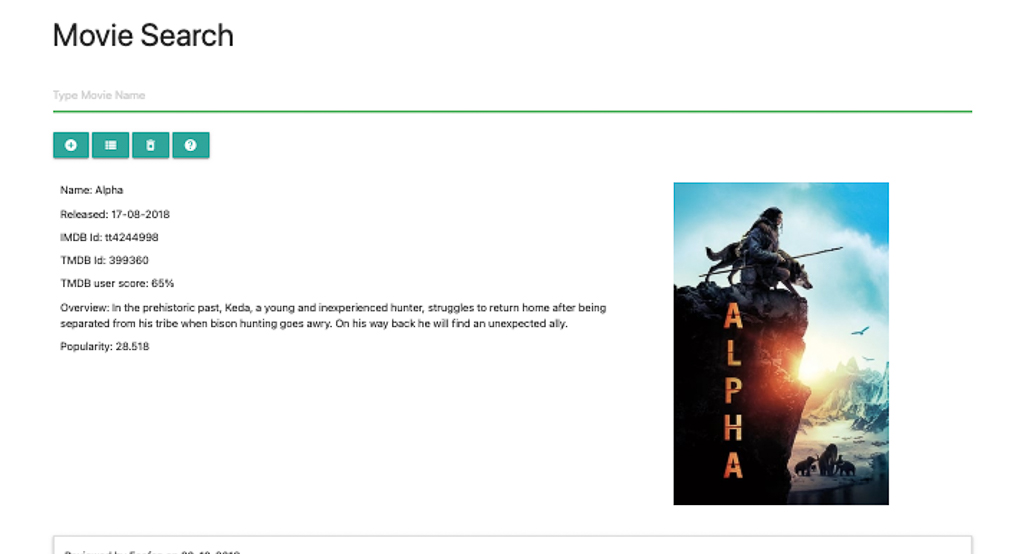 Movie Search
Type Movie Name
Name: Alpha
Released: 17-08-2018
IMDB Id: tt4244998
TMDB Id: 399360
TMDB user score: 65%
Overview: In the prehistoric past, Keda, a young and inexperienced hunter, struggles to return home after being
separated from his tribe when bison hunting goes awry. On his way back he will find an unexpected ally.
Popularity: 28.518
ALPHA